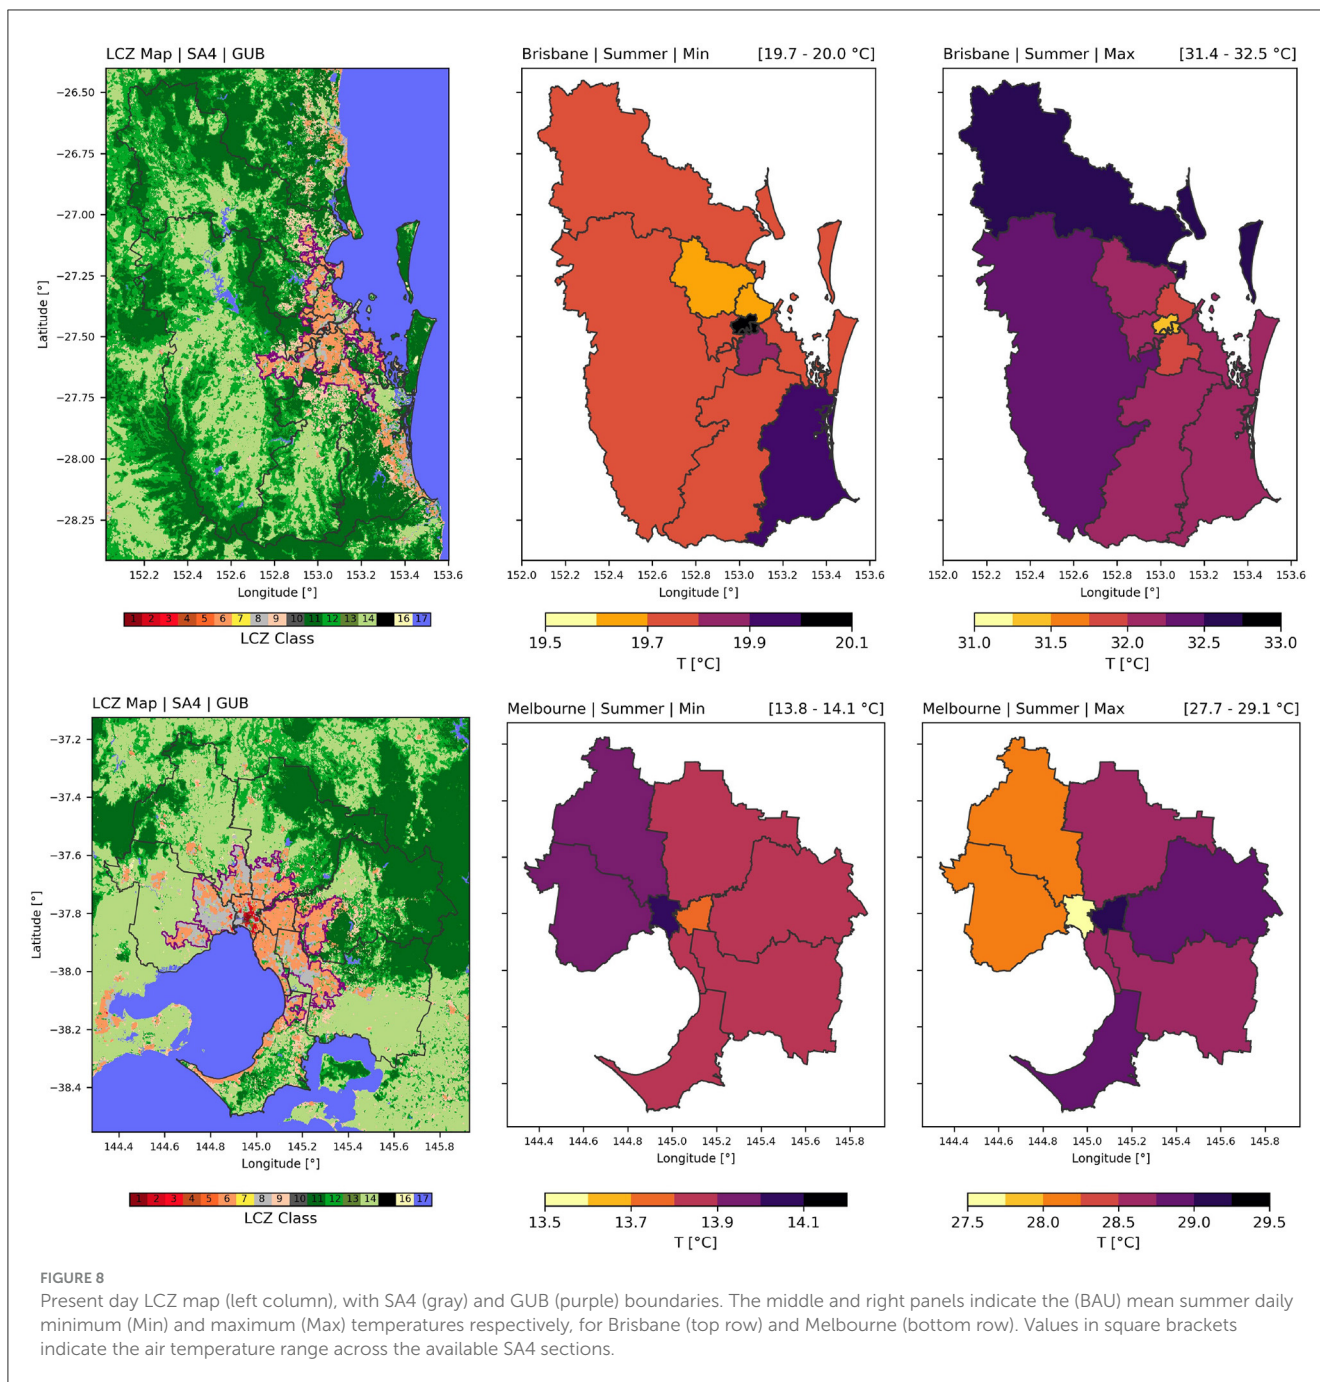 LCZ Map | SA4 | GUB
Brisbane | Summer | Min [19.7 - 20.0 °C]
Brisbane | Summer | Max [31.4 - 32.5 °C]
−26.50
−26.75
−27.00
−27.25
−27.50
−27.75
−28.00
−28.25
Latitude [°]
152.2 152.4 152.6 152.8 153.0 153.2 153.4 153.6
Longitude [°]
152.0 152.2 152.4 152.6 152.8 153.0 153.2 153.4 153.6
Longitude [°]
152.0 152.2 152.4 152.6 152.8 153.0 153.2 153.4 153.6
Longitude [°]
1 2 3 4 5 6 7 8 9 10 11 12 13 14 16 17
LCZ Class
19.5 19.7 19.9 20.1
T [°C]
31.0 31.5 32.0 32.5 33.0
T [°C]
LCZ Map | SA4 | GUB
Melbourne | Summer | Min [13.8 - 14.1 °C]
Melbourne | Summer | Max [27.7 - 29.1 °C]
−37.2
−37.4
−37.6
−37.8
−38.0
−38.2
−38.4
Latitude [°]
144.4 144.6 144.8 145.0 145.2 145.4 145.6 145.8
Longitude [°]
144.4 144.6 144.8 145.0 145.2 145.4 145.6 145.8
Longitude [°]
144.4 144.6 144.8 145.0 145.2 145.4 145.6 145.8
Longitude [°]
1 2 3 4 5 6 7 8 9 10 11 12 13 14 16 17
LCZ Class
13.5 13.7 13.9 14.1
T [°C]
27.5 28.0 28.5 29.0 29.5
T [°C]
FIGURE 8
Present day LCZ map (left column), with SA4 (gray) and GUB (purple) boundaries. The middle and right panels indicate the (BAU) mean summer daily
minimum (Min) and maximum (Max) temperatures respectively, for Brisbane (top row) and Melbourne (bottom row). Values in square brackets
indicate the air temperature range across the available SA4 sections.